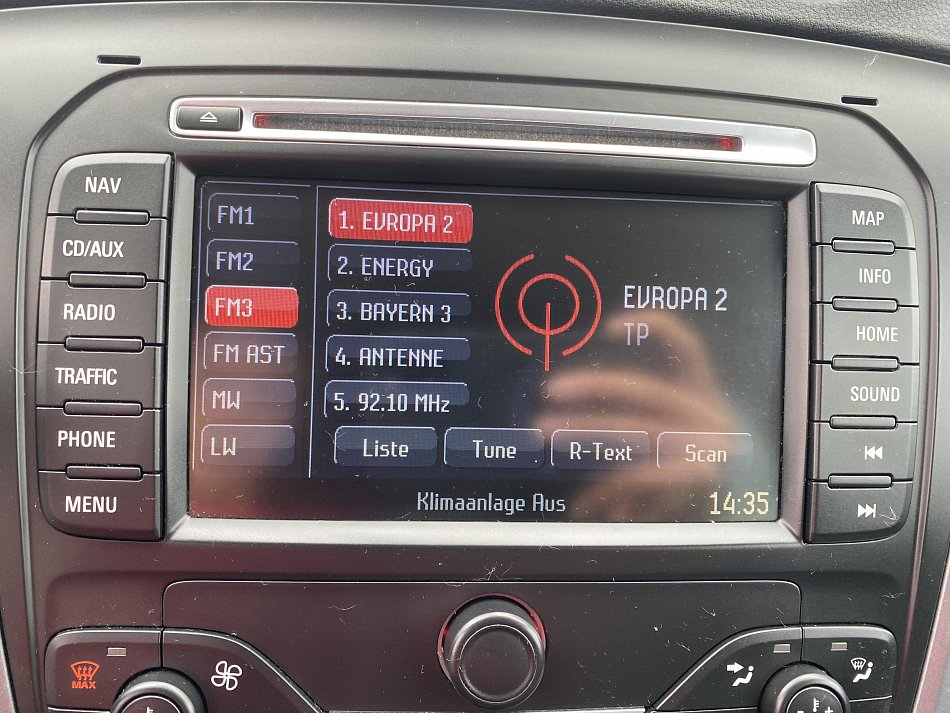 NAV
CD/AUX
RADIO
TRAFFIC
PHONE
MENU
FM1
FM2
FM3
FM AST
MW
LW
1. EVROPA 2
2. ENERGY
3. BAYERN 3
4. ANTENNE
5. 92.10 MHz
EVROPA 2
TP
Liste
Tune
R-Text
Scan
Klimaanlage Aus
14:35
MAP
INFO
HOME
SOUND
MAX